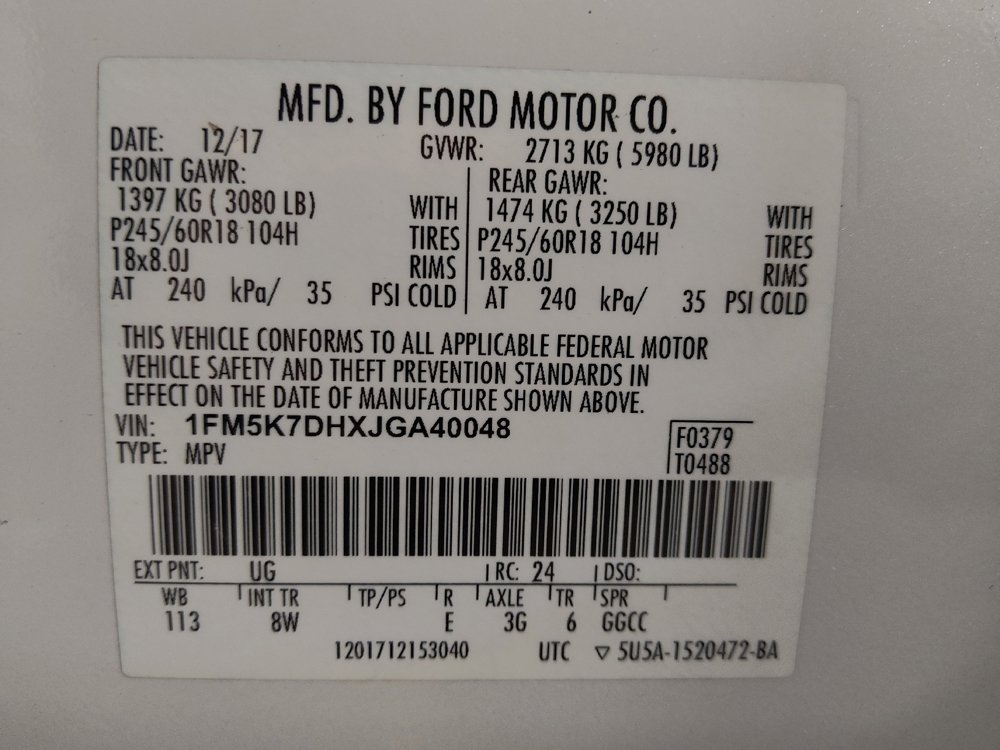 MFD. BY FORD MOTOR CO.
DATE: 12/17 GVWR: 2713 KG ( 5980 LB)
FRONT GAWR: REAR GAWR:
1397 KG ( 3080 LB) WITH 1474 KG ( 3250 LB) WITH
P245/60R18 104H TIRES P245/60R18 104H TIRES
18x8.0J RIMS 18x8.0J RIMS
AT 240 kPa/ 35 PSI COLD AT 240 kPa/ 35 PSI COLD
THIS VEHICLE CONFORMS TO ALL APPLICABLE FEDERAL MOTOR
VEHICLE SAFETY AND THEFT PREVENTION STANDARDS IN
EFFECT ON THE DATE OF MANUFACTURE SHOWN ABOVE.
VIN: 1FM5K7DHXJGA40048 F0379
TYPE: MPV T0488
EXT PNT: UG RC: 24 DSO:
WB INT TR TP/PS R AXLE TR SPR
113 8W E 3G 6 GGCC
1201712153040 UTC ▽ 5U5A-1520472-BA